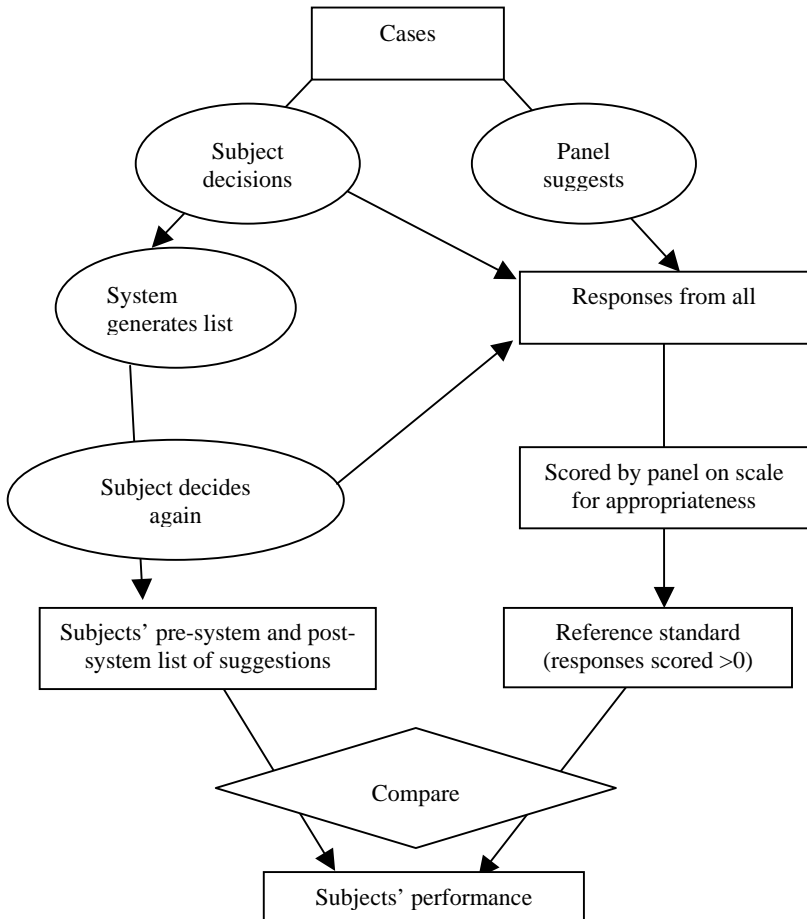 Cases
Subject
decisions
Panel
suggests
System
generates list
Responses from all
Subject decides
again
Scored by panel on scale
for appropriateness
Subjects’ pre-system and post-
system list of suggestions
Reference standard
(responses scored >0)
Compare
Subjects’ performance